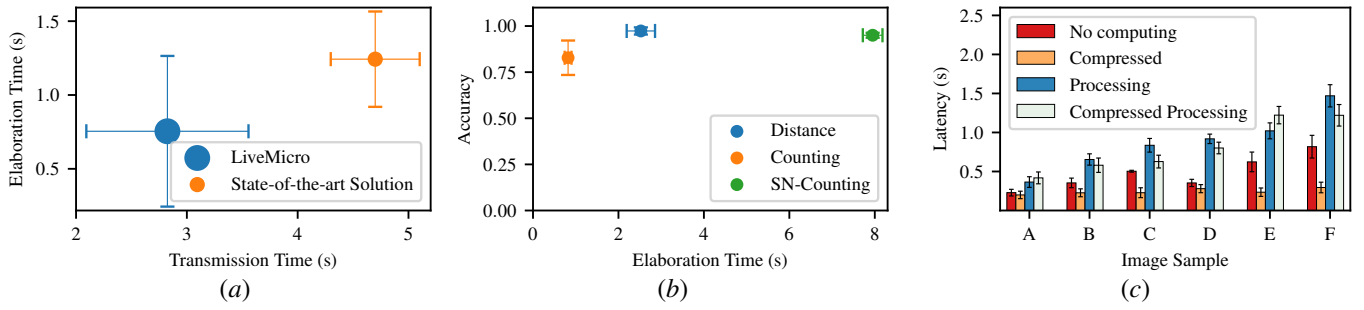 Elaboration Time (s)
1.5
1.0
0.5
2
3
4
5
Transmission Time (s)
LiveMicro
State-of-the-art Solution
(a)
Accuracy
1.00
0.75
0.50
0.25
0.00
0
2
4
6
8
Elaboration Time (s)
Distance
Counting
SN-Counting
(b)
Latency (s)
2.5
2.0
1.5
1.0
0.5
No computing
Compressed
Processing
Compressed Processing
A
B
C
D
E
F
Image Sample
(c)